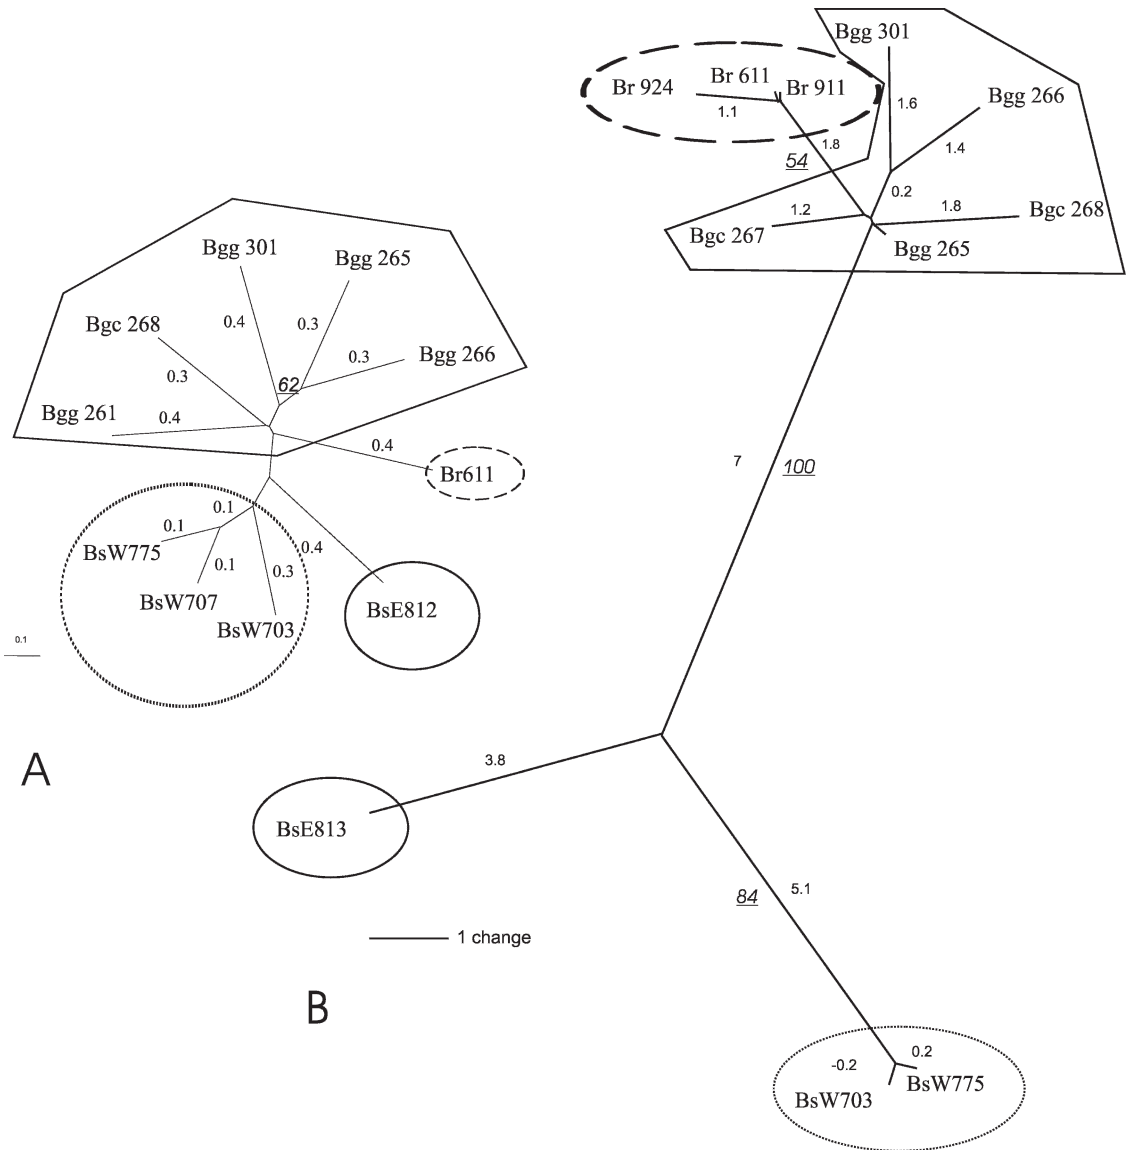 Bgg 301
Br 924
Br 611
Br 911
Bgg 266
1.1
1.6
1.8
54
1.4
0.2
1.2
1.8
Bgc 267
Bgc 268
Bgg 265
Bgg 301
Bgg 265
Bgc 268
0.4
0.3
Bgg 266
0.3
0.3
62
Bgg 261
0.4
0.4
Br611
7
100
0.1
0.1
BsW775
0.1
0.4
0.3
BsW707
BsW703
BsE812
0.1
A
3.8
BsE813
84
5.1
1 change
B
-0.2
0.2
BsW703
BsW775